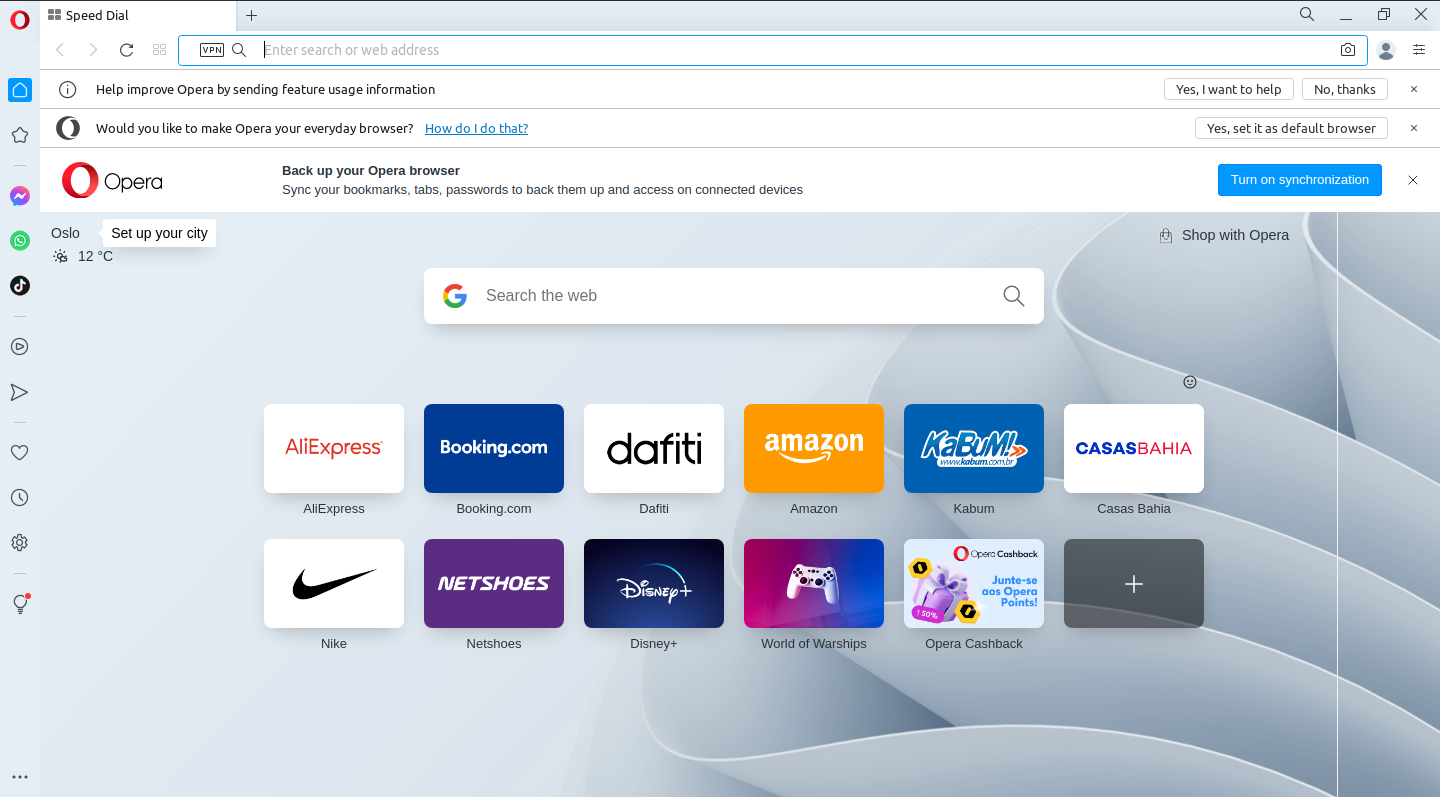 Speed Dial
VPN
Enter search or web address
Help improve Opera by sending feature usage information
Yes, I want to help
No, thanks
Would you like to make Opera your everyday browser?
How do I do that?
Yes, set it as default browser
Opera
Back up your Opera browser
Sync your bookmarks, tabs, passwords to back them up and access on connected devices
Turn on synchronization
Oslo
Set up your city
12 °C
Shop with Opera
Search the web
AliExpress™
Booking.com
dafiti
amazon
KaBuM!
www.kabum.com.br
CASASBAHIA
AliExpress
Booking.com
Dafiti
Amazon
Kabum
Casas Bahia
NETSHOES
Disney+
Opera Cashback
Junte-se
aos Opera
Points!
↑ 50%
Nike
Netshoes
Disney+
World of Warships
Opera Cashback